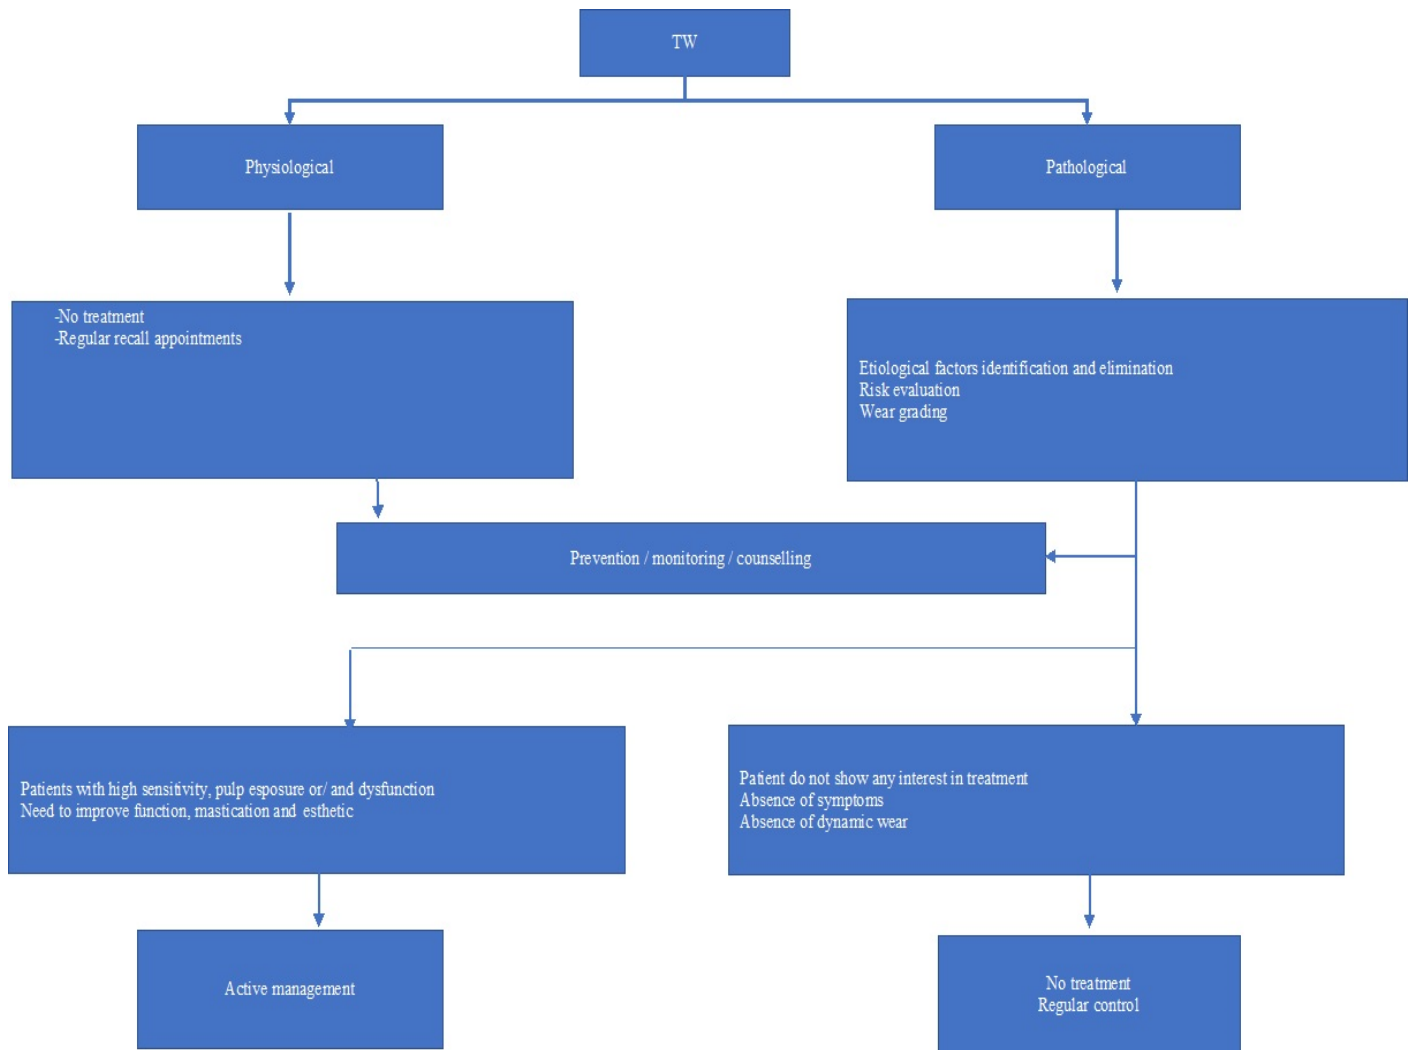 TW
Physiological
Pathological
-No treatment
-Regular recall appointments
Etiological factors identification and elimination
Risk evaluation
Wear grading
Prevention / monitoring / counselling
Patients with high sensitivity, pulp exposure or/ and dysfunction
Need to improve function, mastication and esthetic
Patient do not show any interest in treatment
Absence of symptoms
Absence of dynamic wear
Active management
No treatment
Regular control